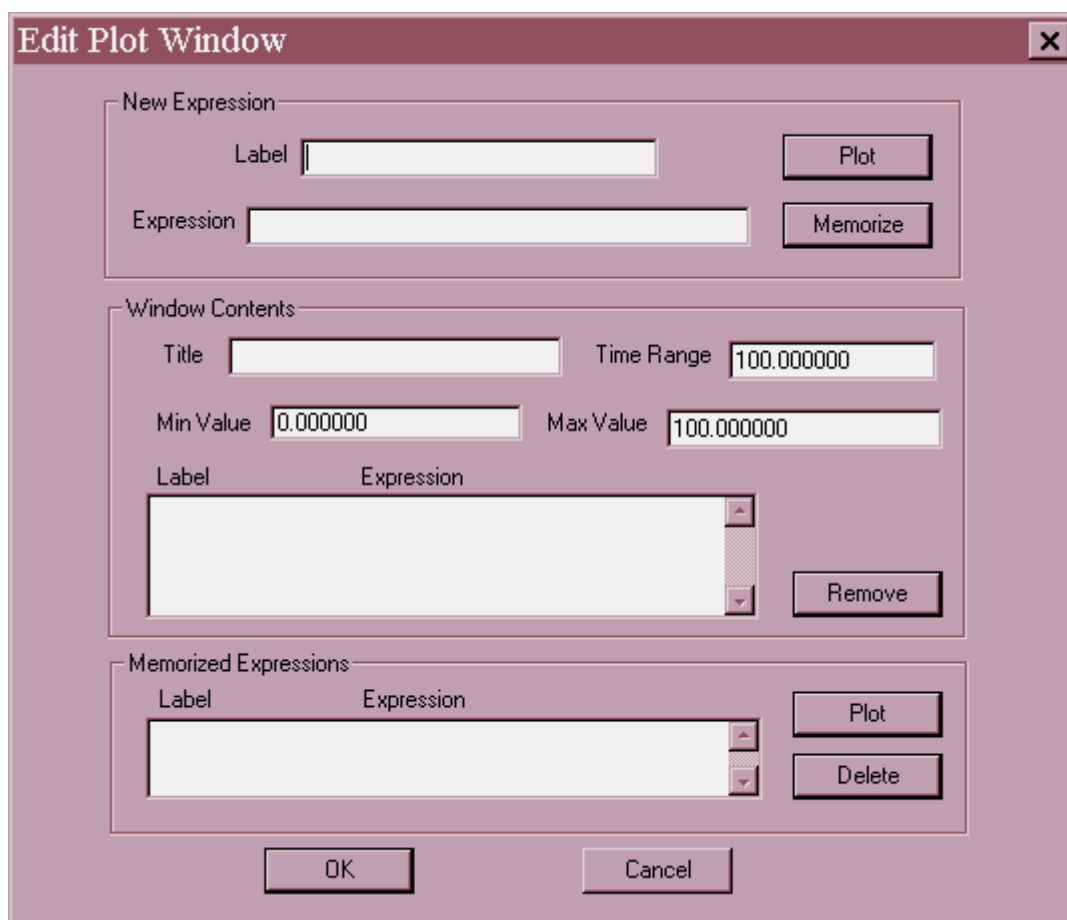 Edit Plot Window
New Expression
Label
Plot
Expression
Memorize
Window Contents
Title
Time Range 100.000000
Min Value 0.000000
Max Value 100.000000
Label Expression
Remove
Memorized Expressions
Label Expression
Plot
Delete
OK Cancel